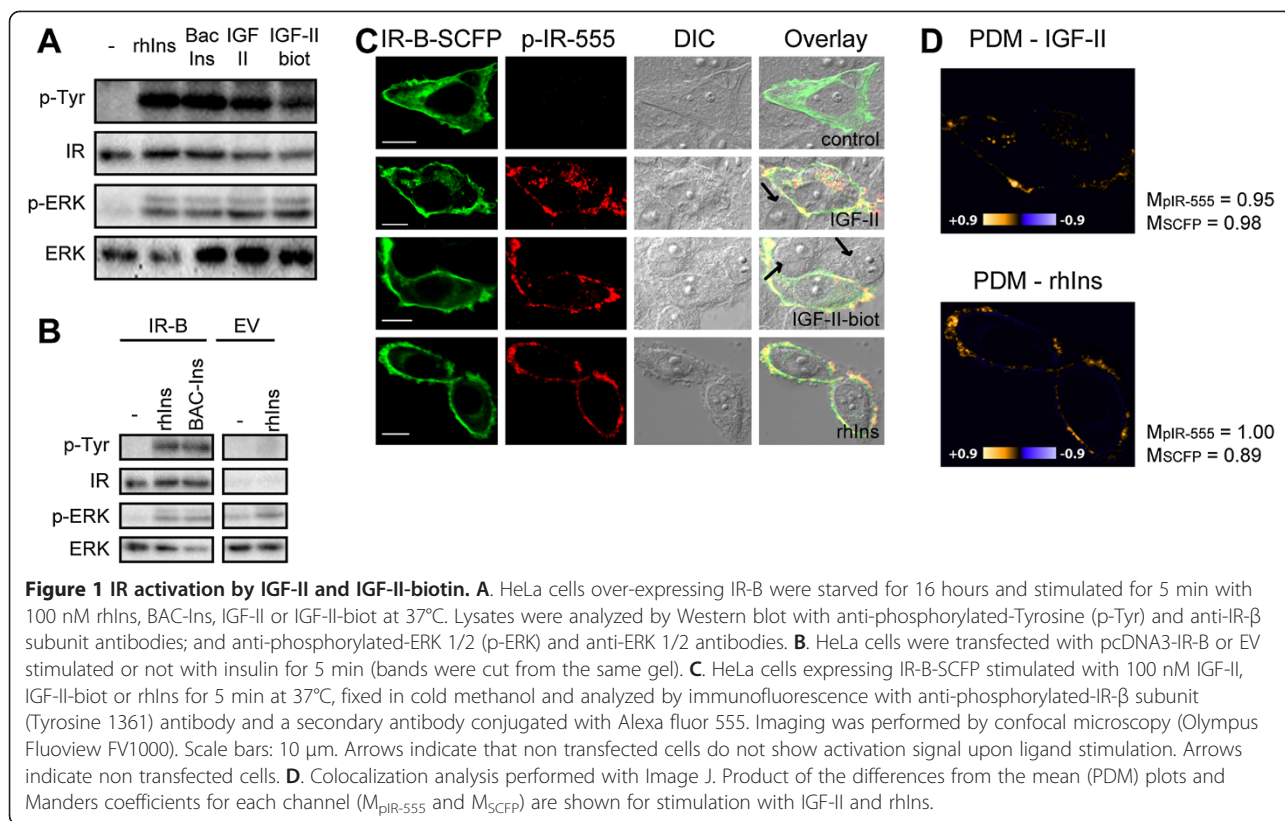 A
- rhIns Bac Ins IGF II IGF-II biot
p-Tyr
IR
p-ERK
ERK
B
IR-B EV
- rhIns BAC-Ins - rhIns
p-Tyr
IR
p-ERK
ERK
C
IR-B-SCFP p-IR-555 DIC Overlay
control
IGF-II
IGF-II-biot
rhIns
D
PDM - IGF-II
+0.9 -0.9
MpIR-555 = 0.95
MSCFP = 0.98
PDM - rhIns
+0.9 -0.9
MpIR-555 = 1.00
MSCFP = 0.89
Figure 1 IR activation by IGF-II and IGF-II-biotin. A. HeLa cells over-expressing IR-B were starved for 16 hours and stimulated for 5 min with
100 nM rhIns, BAC-Ins, IGF-II or IGF-II-biot at 37°C. Lysates were analyzed by Western blot with anti-phosphorylated-Tyrosine (p-Tyr) and anti-IR-β
subunit antibodies; and anti-phosphorylated-ERK 1/2 (p-ERK) and anti-ERK 1/2 antibodies. B. HeLa cells were transfected with pcDNA3-IR-B or EV
stimulated or not with insulin for 5 min (bands were cut from the same gel). C. HeLa cells expressing IR-B-SCFP stimulated with 100 nM IGF-II,
IGF-II-biot or rhIns for 5 min at 37°C, fixed in cold methanol and analyzed by immunofluorescence with anti-phosphorylated-IR-β subunit
(Tyrosine 1361) antibody and a secondary antibody conjugated with Alexa fluor 555. Imaging was performed by confocal microscopy (Olympus
Fluoview FV1000). Scale bars: 10 μm. Arrows indicate that non transfected cells do not show activation signal upon ligand stimulation. Arrows
indicate non transfected cells. D. Colocalization analysis performed with Image J. Product of the differences from the mean (PDM) plots and
Manders coefficients for each channel (MpIR-555 and MSCFP) are shown for stimulation with IGF-II and rhIns.